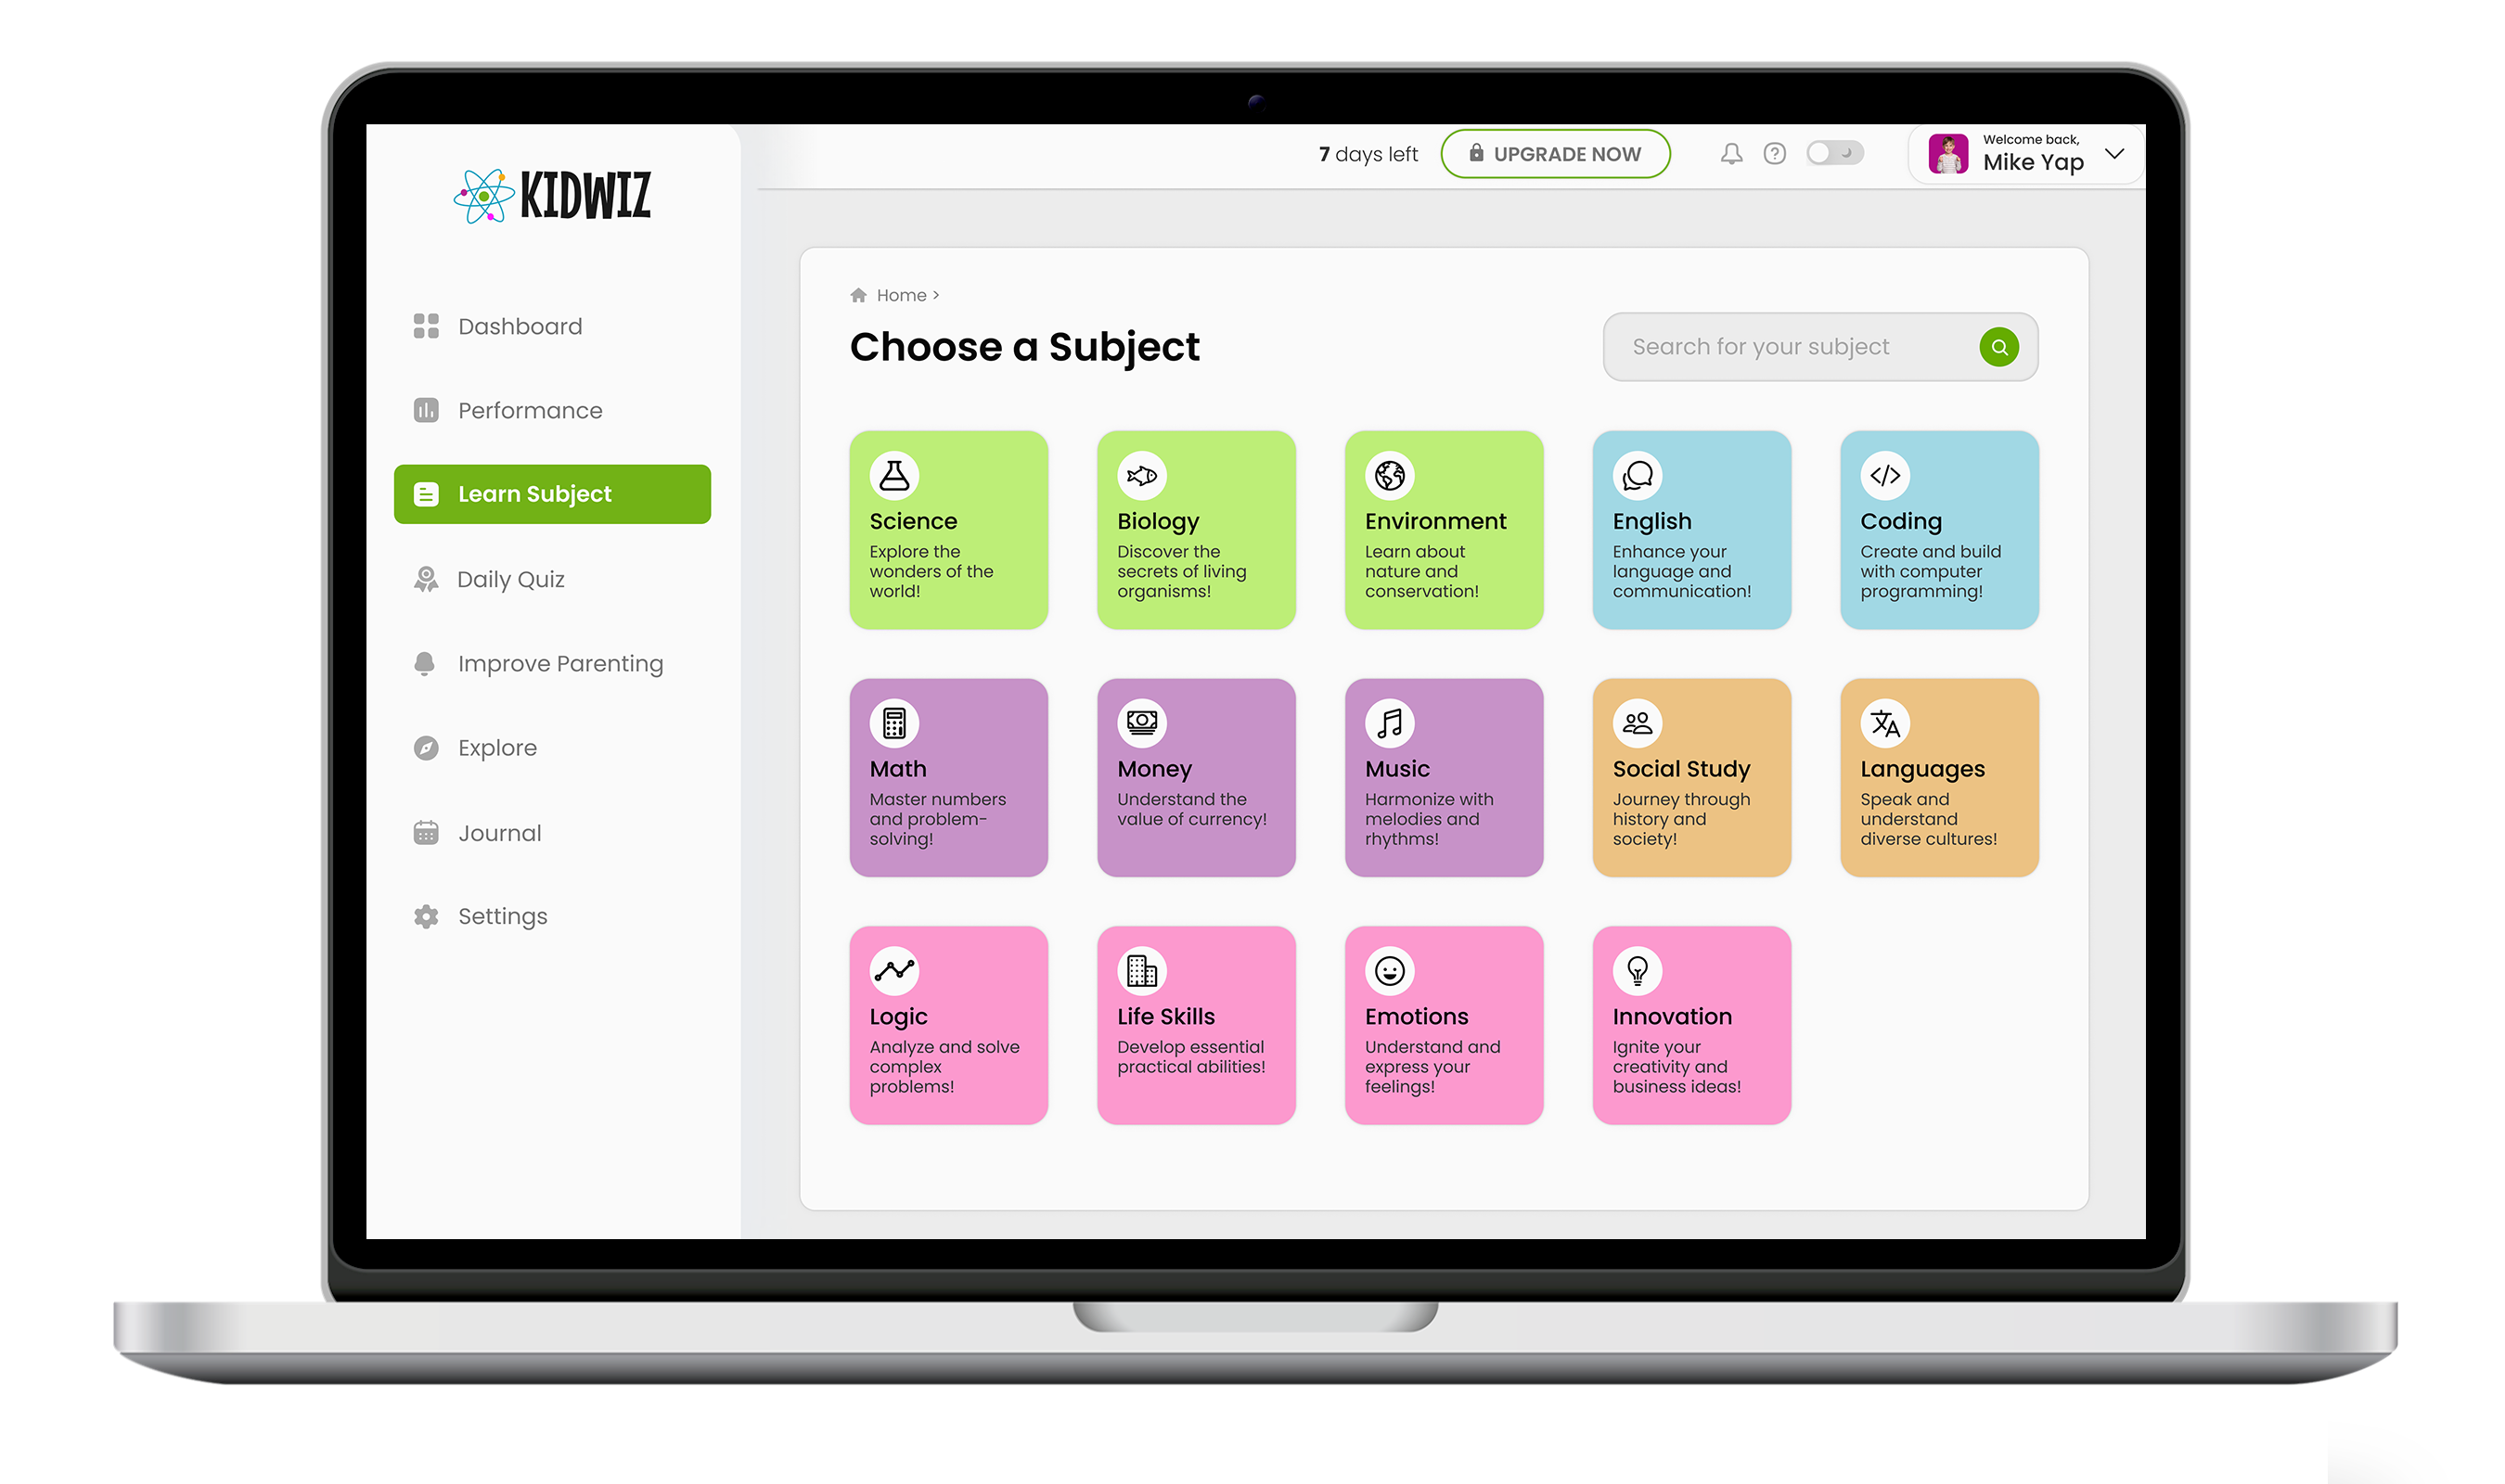 KIDWIZ
7 days left
UPGRADE NOW
Welcome back,
Mike Yap
Dashboard
Performance
Learn Subject
Daily Quiz
Improve Parenting
Explore
Journal
Settings
Home >
Choose a Subject
Search for your subject
Science
Explore the
wonders of the
world!
Biology
Discover the
secrets of living
organisms!
Environment
Learn about
nature and
conservation!
English
Enhance your
language and
communication!
Coding
Create and build
with computer
programming!
Math
Master numbers
and problem-
solving!
Money
Understand the
value of currency!
Music
Harmonize with
melodies and
rhythms!
Social Study
Journey through
history and
society!
Languages
Speak and
understand
diverse cultures!
Logic
Analyze and solve
complex
problems!
Life Skills
Develop essential
practical abilities!
Emotions
Understand and
express your
feelings!
Innovation
Ignite your
creativity and
business ideas!